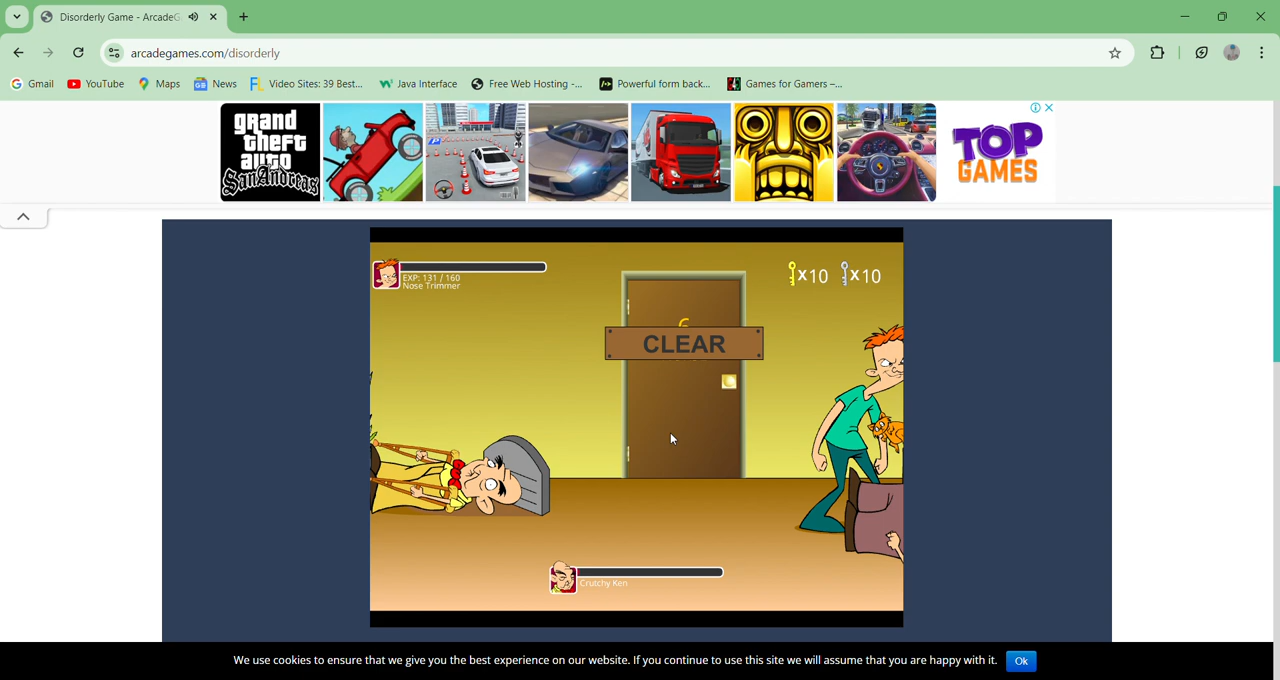 Disorderly Game - ArcadeG
arcadegames.com/disorderly
Gmail YouTube Maps News Video Sites: 39 Best... Java Interface Free Web Hosting -... Powerful form back... Games for Gamers –...
grand theft auto San Andreas
TOP GAMES
EXP: 131 / 160
Nose Trimmer
x10 x10
6
CLEAR
Crutchy Ken
We use cookies to ensure that we give you the best experience on our website. If you continue to use this site we will assume that you are happy with it. Ok